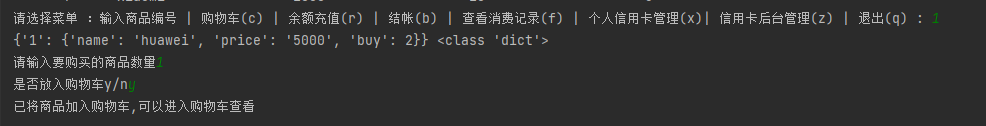 请选择菜单 : 输入商品编号 | 购物车(c) | 余额充值(r) | 结帐(b) | 查看消费记录(f) | 个人信用卡管理(x)| 信用卡后台管理(z) | 退出(q) : 1
{'1': {'name': 'huawei', 'price': '5000', 'buy': 2}} <class 'dict'>
请输入要购买的商品数量1
是否放入购物车y/ny
已将商品加入购物车,可以进入购物车查看